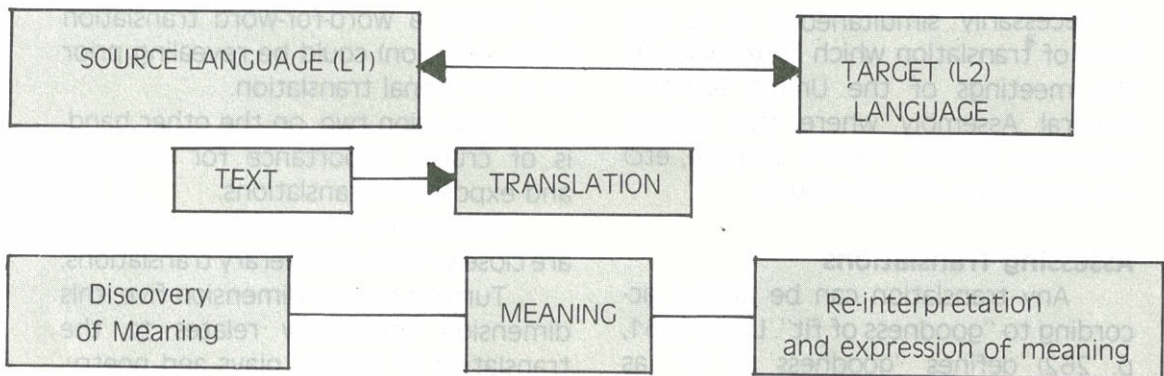 SOURCE LANGUAGE (L1)
TARGET (L2)
LANGUAGE
TEXT
TRANSLATION
Discovery
of Meaning
MEANING
Re-interpretation
and expression of meaning